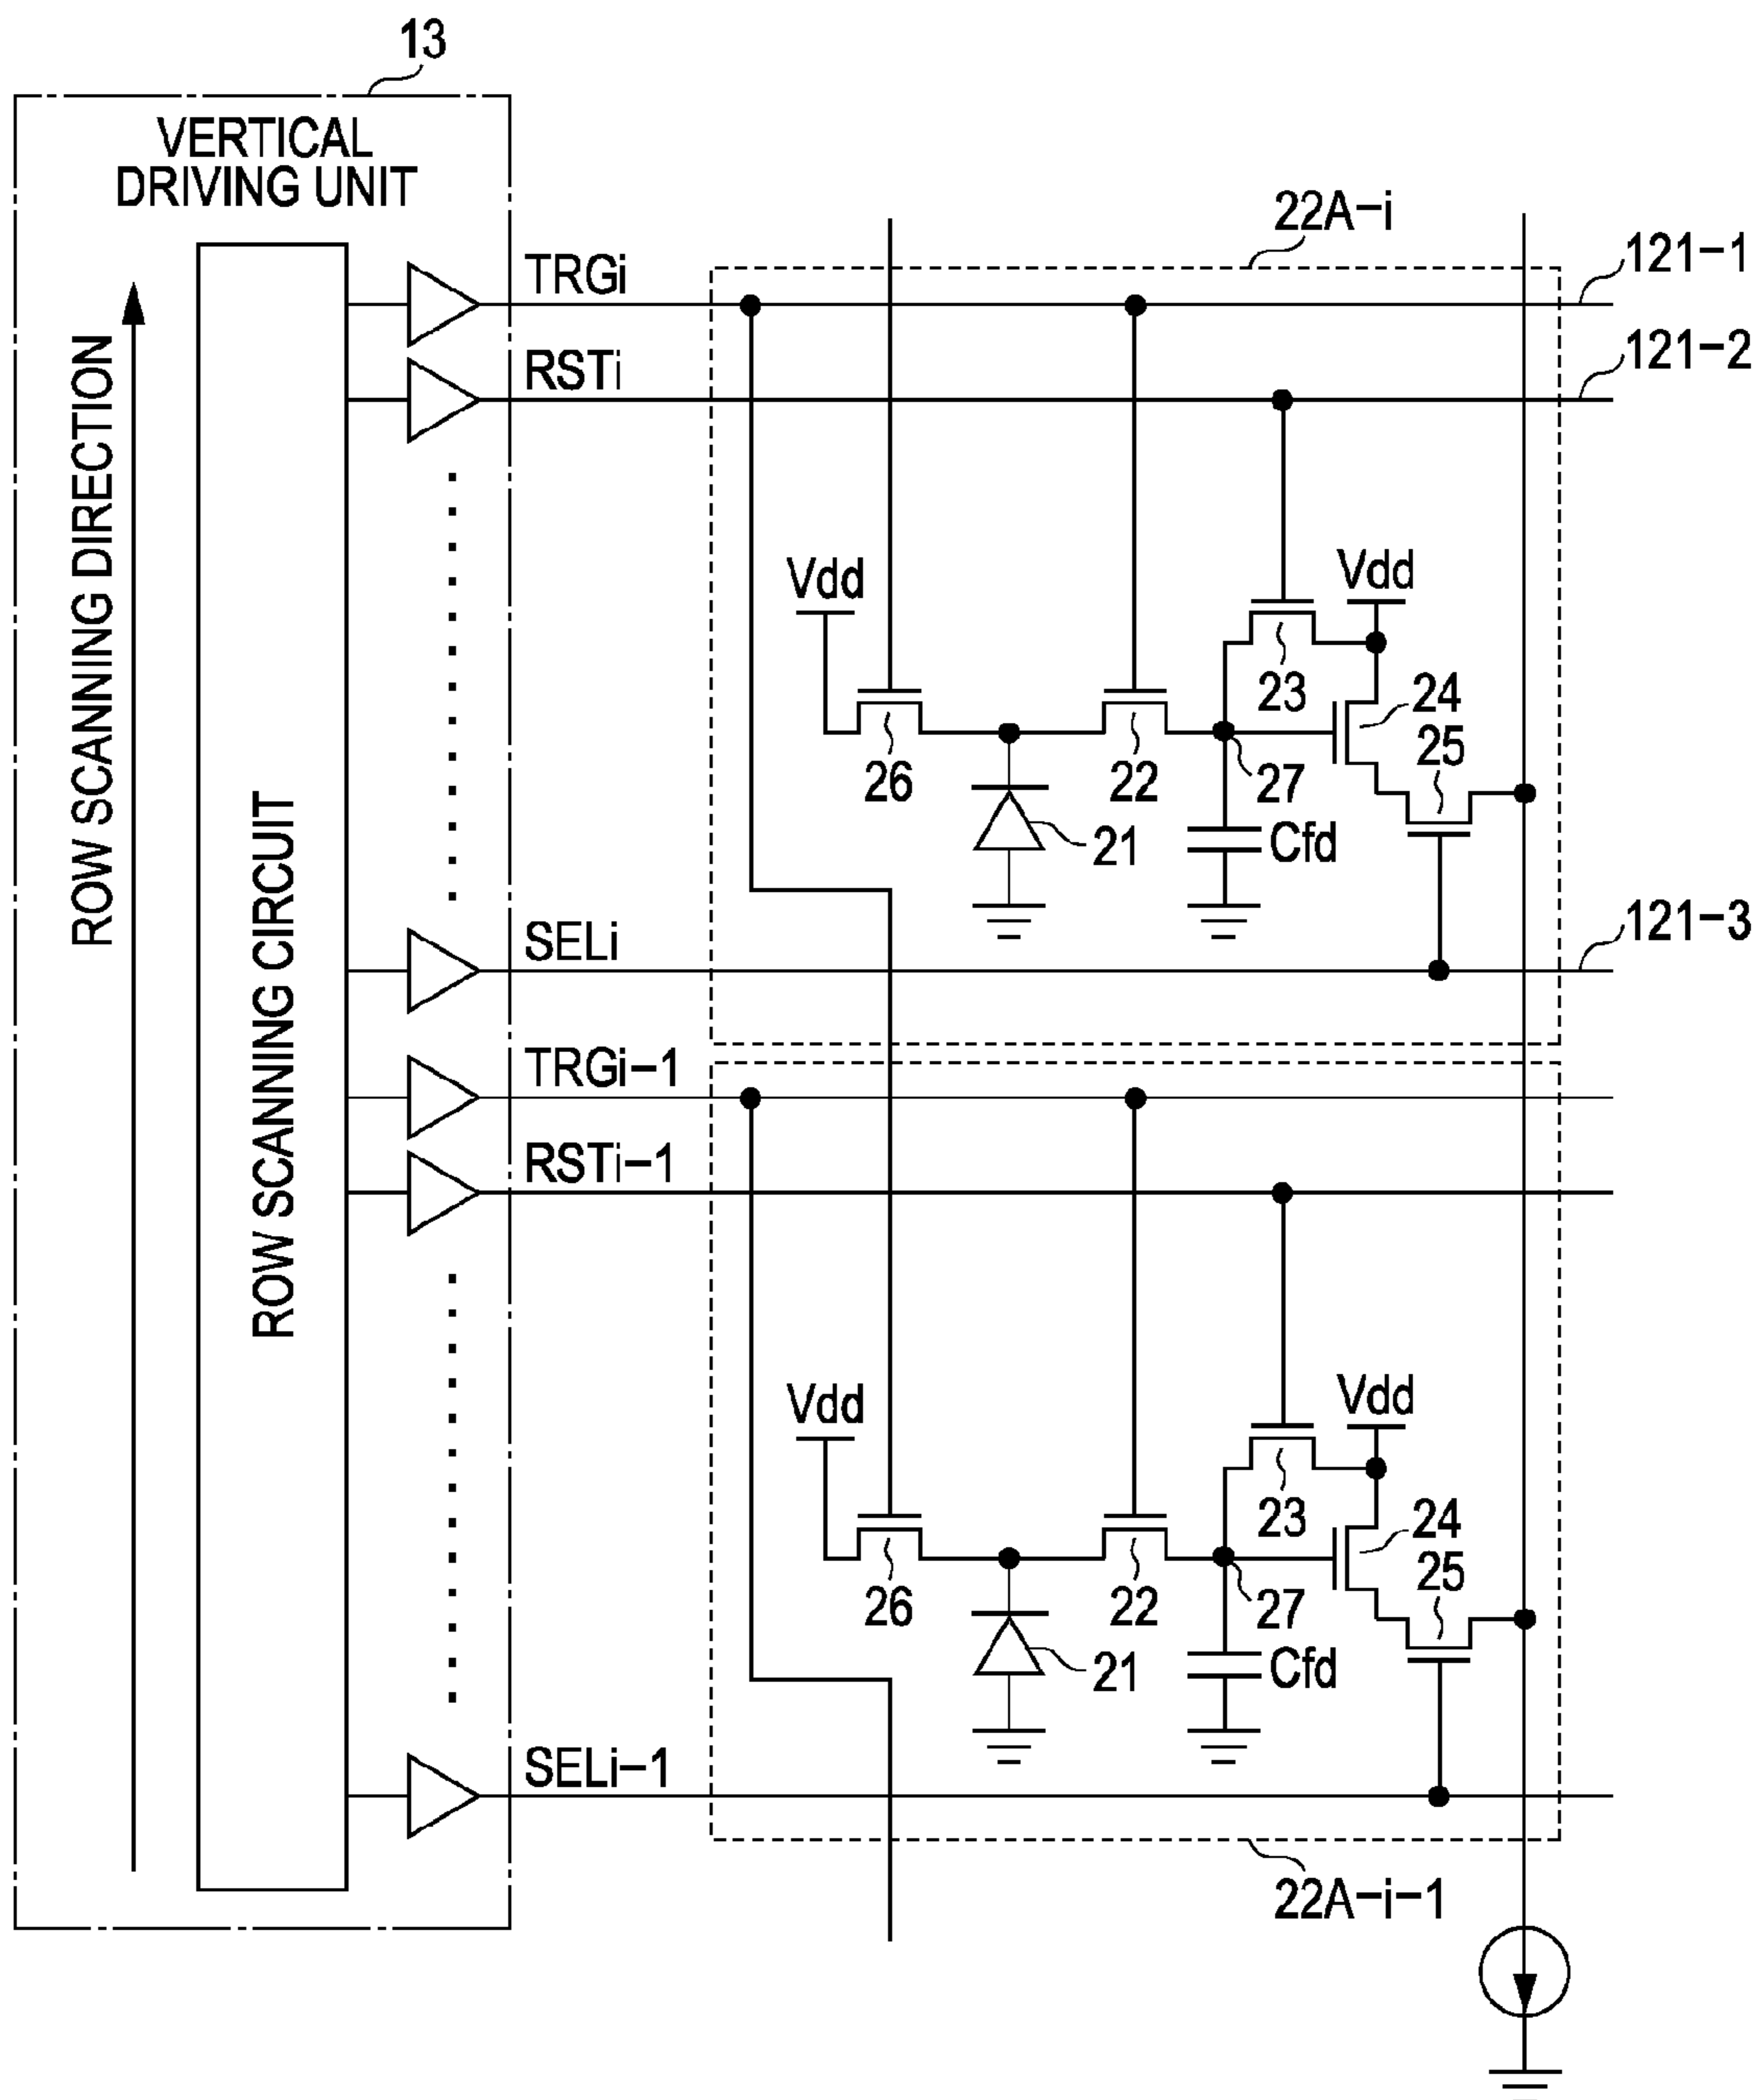 13
VERTICAL
DRIVING UNIT
ROW SCANNING DIRECTION
ROW SCANNING CIRCUIT
22A-i
121-1
121-2
121-3
TRGi
RSTi
SELi
Vdd
Vdd
23
24
25
26
22
27
21
Cfd
TRGi-1
RSTi-1
SELi-1
Vdd
Vdd
23
24
25
26
22
27
21
Cfd
22A-i-1